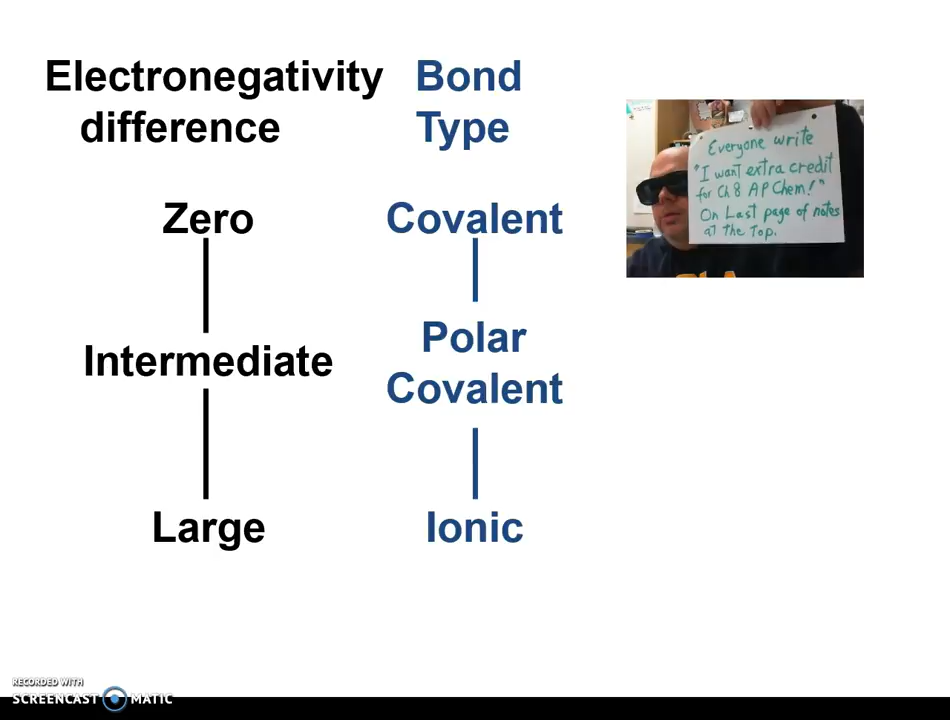 Electronegativity Bond
difference Type
Zero Covalent
Intermediate Polar
Covalent
Large Ionic
Everyone write
"I want extra credit
for Ch 8 AP Chem!"
On Last page of notes
at the Top.
RECORDED WITH
SCREENCAST MATIC